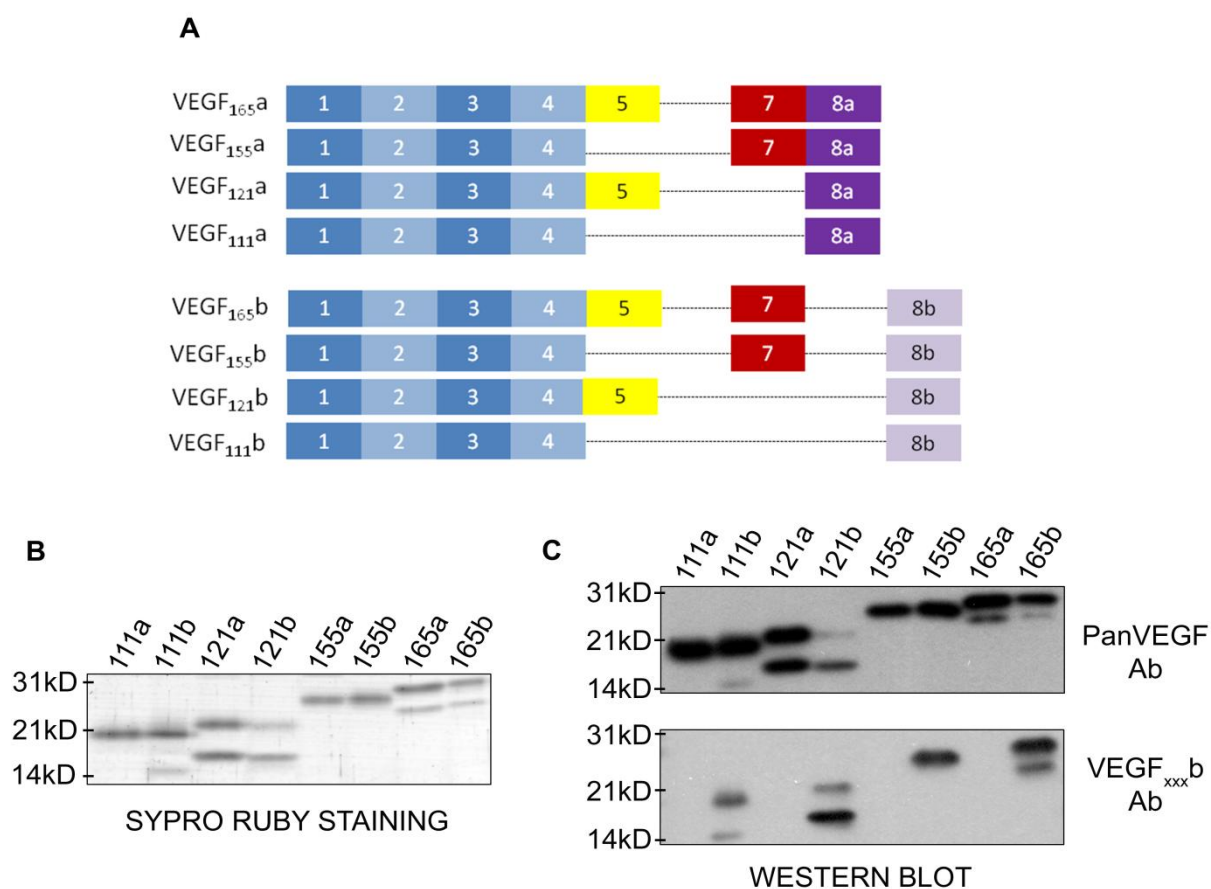 A
VEGF₁₆₅a 1 2 3 4 5 7 8a
VEGF₁₅₅a 1 2 3 4 7 8a
VEGF₁₂₁a 1 2 3 4 5 8a
VEGF₁₁₁a 1 2 3 4 8a
VEGF₁₆₅b 1 2 3 4 5 7 8b
VEGF₁₅₅b 1 2 3 4 7 8b
VEGF₁₂₁b 1 2 3 4 5 8b
VEGF₁₁₁b 1 2 3 4 8b
B
111a 111b 121a 121b 155a 155b 165a 165b
31kD
21kD
14kD
SYPRO RUBY STAINING
C
111a 111b 121a 121b 155a 155b 165a 165b
31kD
21kD
14kD
PanVEGF
Ab
31kD
21kD
14kD
VEGFₓₓₓb
Ab
WESTERN BLOT